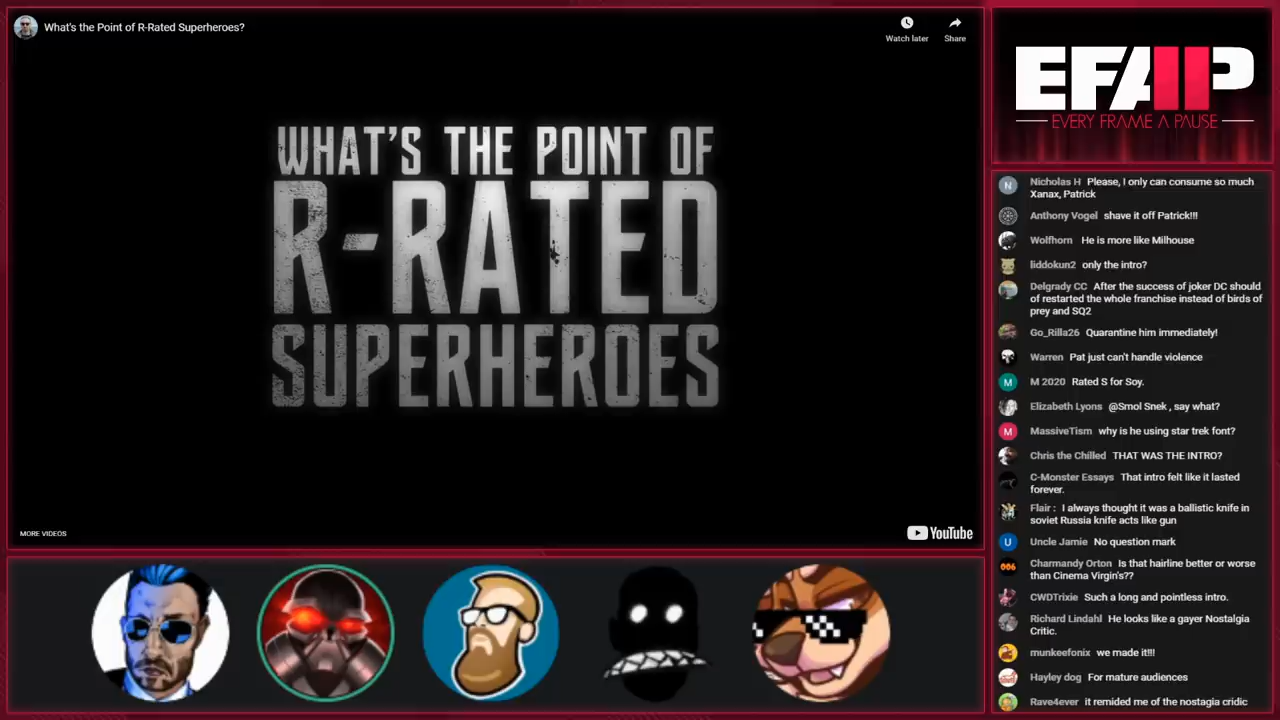 What's the Point of R-Rated Superheroes?
Watch later
Share
WHAT'S THE POINT OF
R-RATED
SUPERHEROES
MORE VIDEOS
YouTube
EFAP
EVERY FRAME A PAUSE
Nicholas H Please, I only can consume so much
Xanax, Patrick
Anthony Vogel shave it off Patrick!!!
Wolfhorn He is more like Milhouse
liddokun2 only the intro?
Delgrady CC After the success of joker DC should
of restarted the whole franchise instead of birds of
prey and SQ2
Go_Rilla26 Quarantine him immediately!
Warren Pat just can't handle violence
M 2020 Rated S for Soy.
Elizabeth Lyons @Smol Snek , say what?
MassiveTism why is he using star trek font?
Chris the Chilled THAT WAS THE INTRO?
C-Monster Essays That intro felt like it lasted
forever.
Flair : I always thought it was a ballistic knife in
soviet Russia knife acts like gun
Uncle Jamie No question mark
Charmandy Orton Is that hairline better or worse
than Cinema Virgin's??
CWDTrixie Such a long and pointless intro.
Richard Lindahl He looks like a gayer Nostalgia
Critic.
munkeefonix we made it!!!
Hayley dog For mature audiences
Rave4ever it remided me of the nostagia cridic
N
M
M
U
006